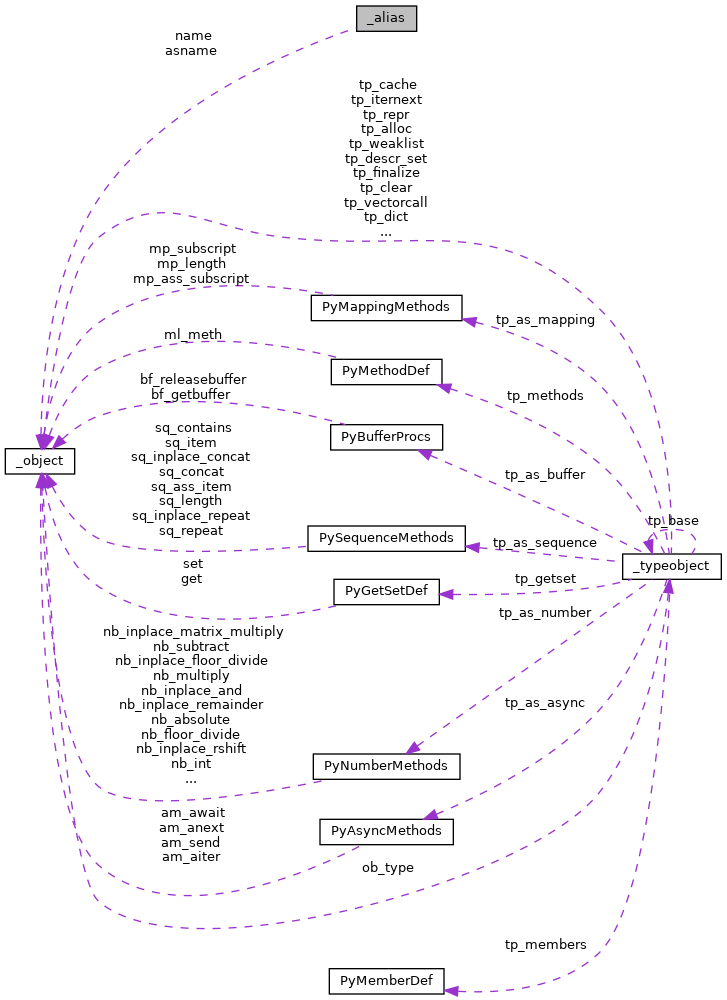 _alias
name
asname
tp_cache
tp_iternext
tp_repr
tp_alloc
tp_weaklist
tp_descr_set
tp_finalize
tp_clear
tp_vectorcall
tp_dict
...
mp_subscript
mp_length
mp_ass_subscript
PyMappingMethods
tp_as_mapping
ml_meth
PyMethodDef
tp_methods
bf_releasebuffer
bf_getbuffer
PyBufferProcs
tp_as_buffer
_object
sq_contains
sq_item
sq_inplace_concat
sq_concat
sq_ass_item
sq_length
sq_inplace_repeat
sq_repeat
PySequenceMethods
tp_as_sequence
tp_base
_typeobject
set
get
PyGetSetDef
tp_getset
tp_as_number
nb_inplace_matrix_multiply
nb_subtract
nb_inplace_floor_divide
nb_multiply
nb_inplace_and
nb_inplace_remainder
nb_absolute
nb_floor_divide
nb_inplace_rshift
nb_int
...
PyNumberMethods
tp_as_async
am_await
am_anext
am_send
am_aiter
PyAsyncMethods
ob_type
tp_members
PyMemberDef